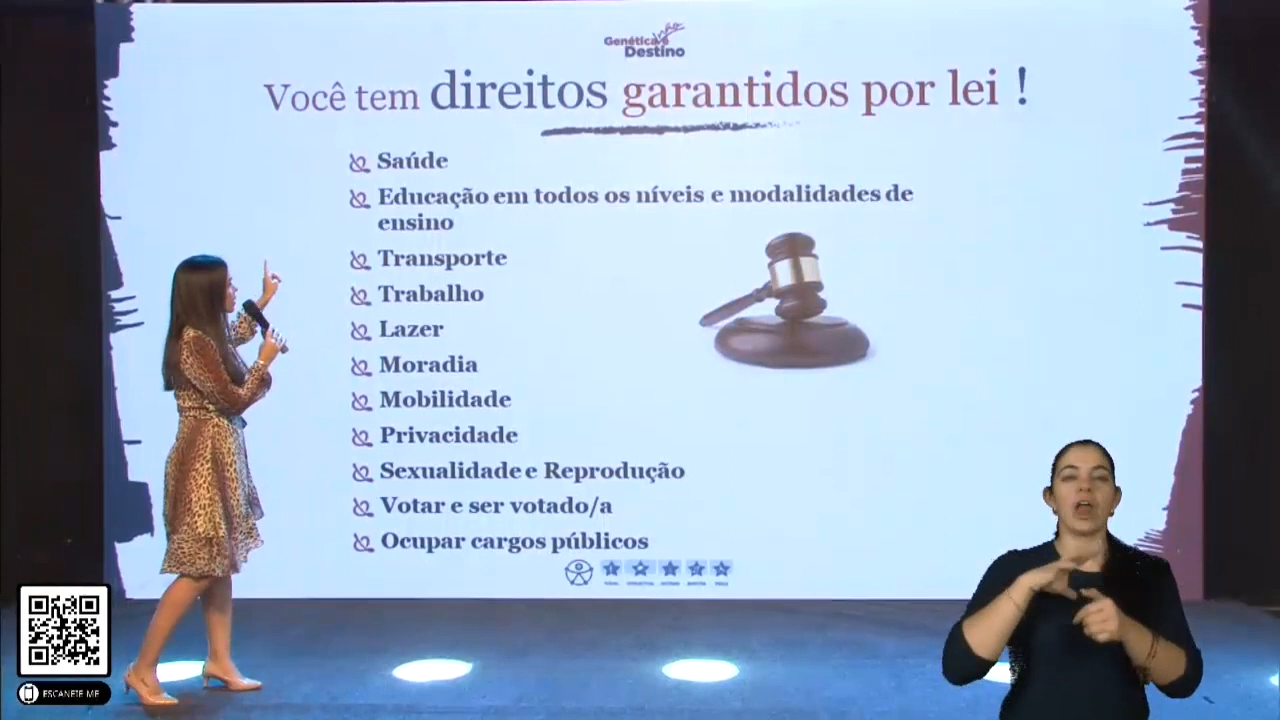 Genética não é
Destino
Você tem direitos garantidos por lei !
Saúde
Educação em todos os níveis e modalidades de
ensino
Transporte
Trabalho
Lazer
Moradia
Mobilidade
Privacidade
Sexualidade e Reprodução
Votar e ser votado/a
Ocupar cargos públicos
ESCANEIE ME